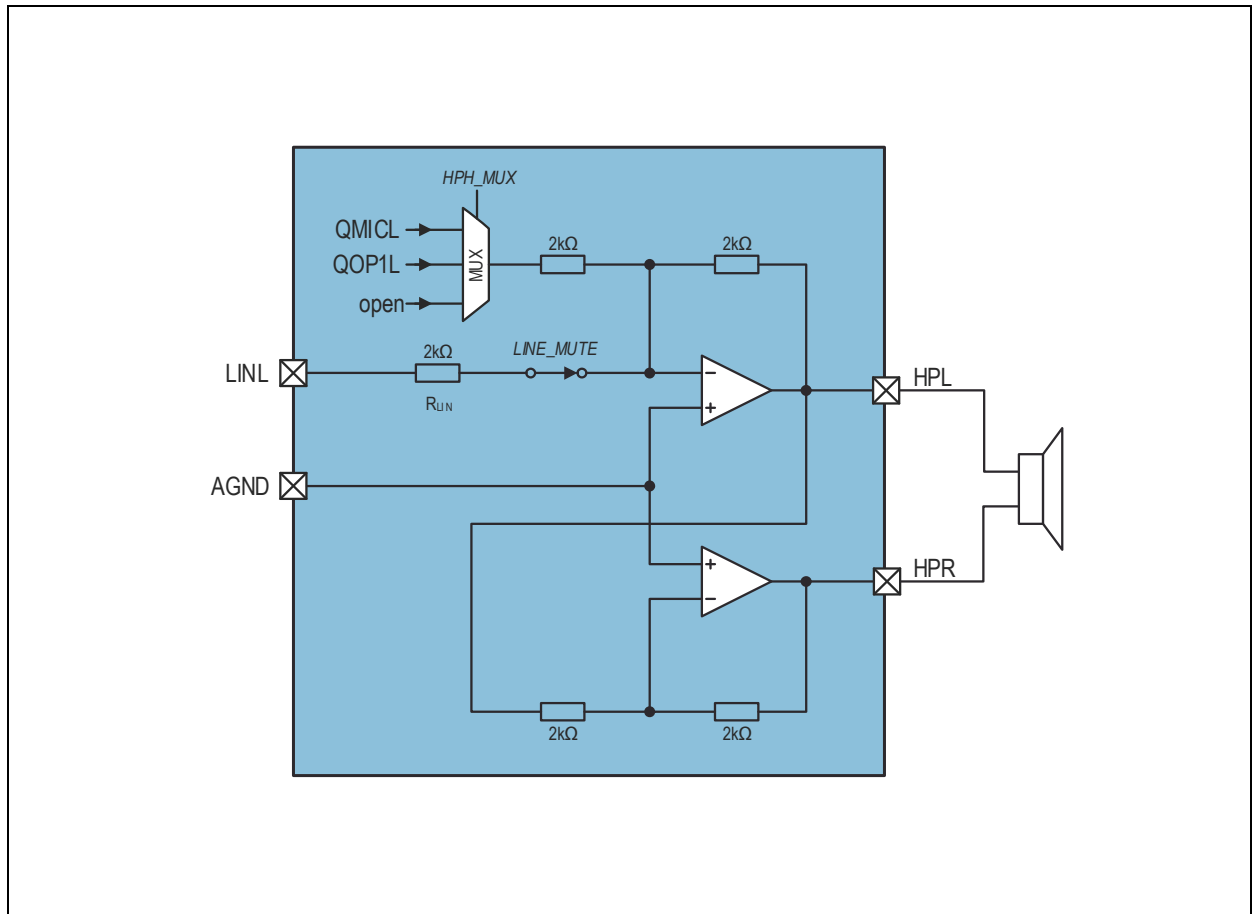 HPH_MUX
QMICL
QOP1L
open
MUX
2kΩ
2kΩ
LINL
2kΩ
LINE_MUTE
RLIN
HPL
AGND
HPR
2kΩ
2kΩ